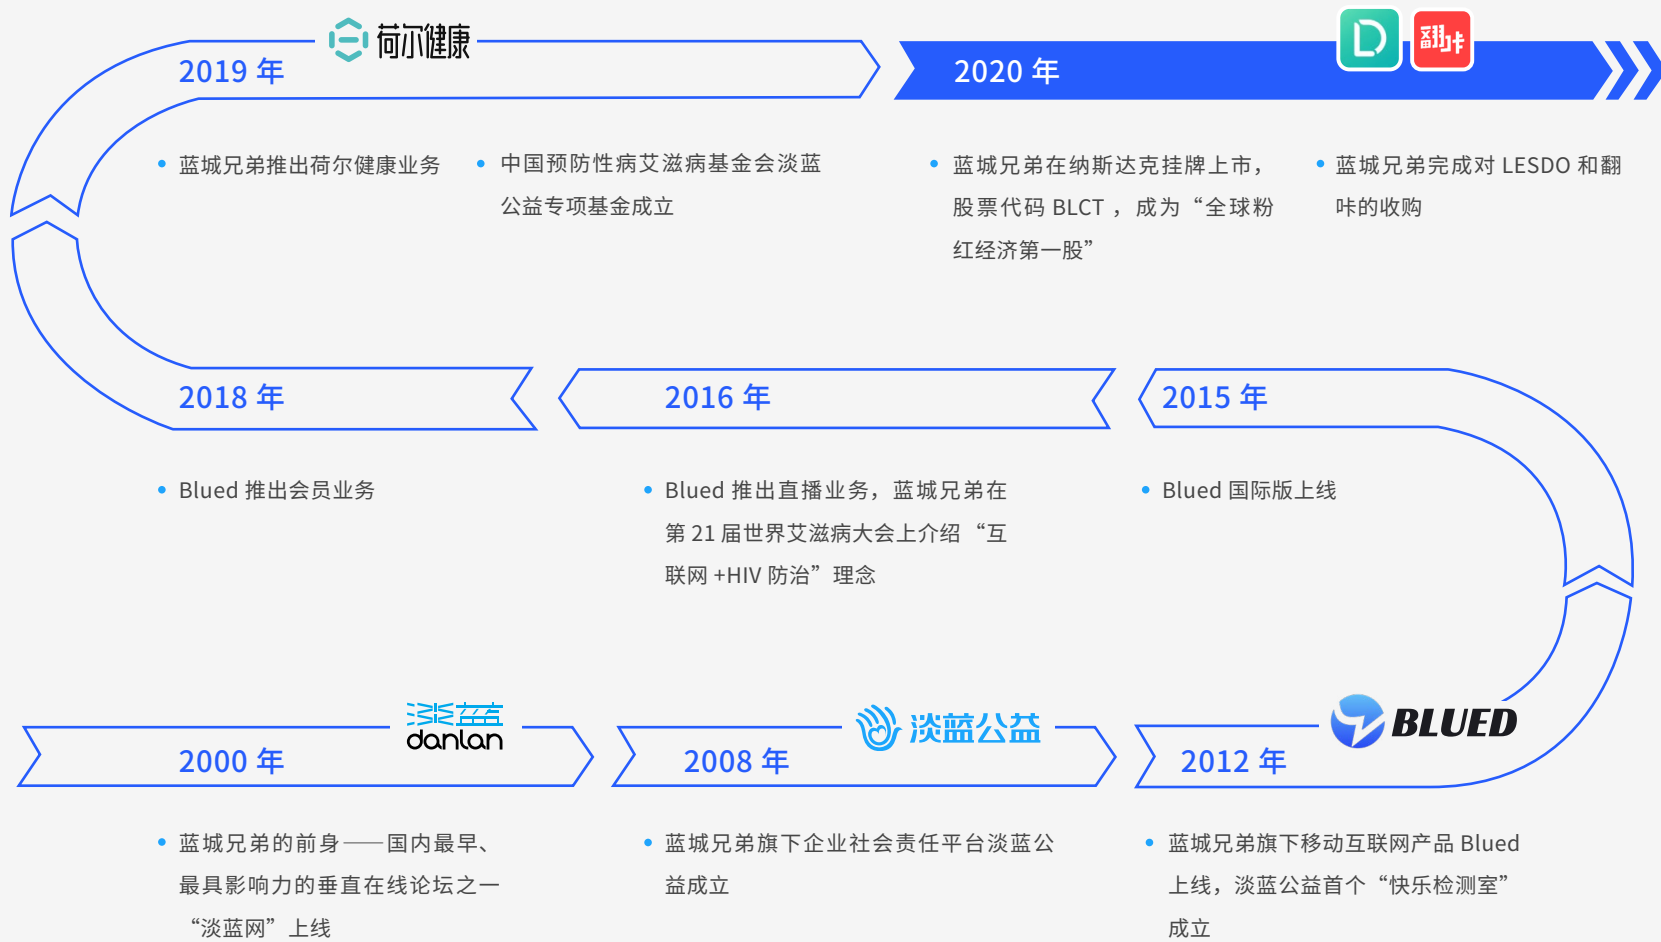 荷尔健康
翻咔
2019 年
2020 年
蓝城兄弟推出荷尔健康业务
中国预防性病艾滋病基金会淡蓝
公益专项基金成立
蓝城兄弟在纳斯达克挂牌上市，
股票代码 BLCT ，成为“全球粉
红经济第一股”
蓝城兄弟完成对 LESDO 和翻
咔的收购
2018 年
2016 年
2015 年
Blued 推出会员业务
Blued 推出直播业务，蓝城兄弟在
第 21 届世界艾滋病大会上介绍“互
联网 +HIV 防治”理念
Blued 国际版上线
淡蓝
danlan
淡蓝公益
BLUED
2000 年
2008 年
2012 年
蓝城兄弟的前身——国内最早、
最具影响力的垂直在线论坛之一
“淡蓝网”上线
蓝城兄弟旗下企业社会责任平台淡蓝公
益成立
蓝城兄弟旗下移动互联网产品 Blued
上线，淡蓝公益首个“快乐检测室”
成立